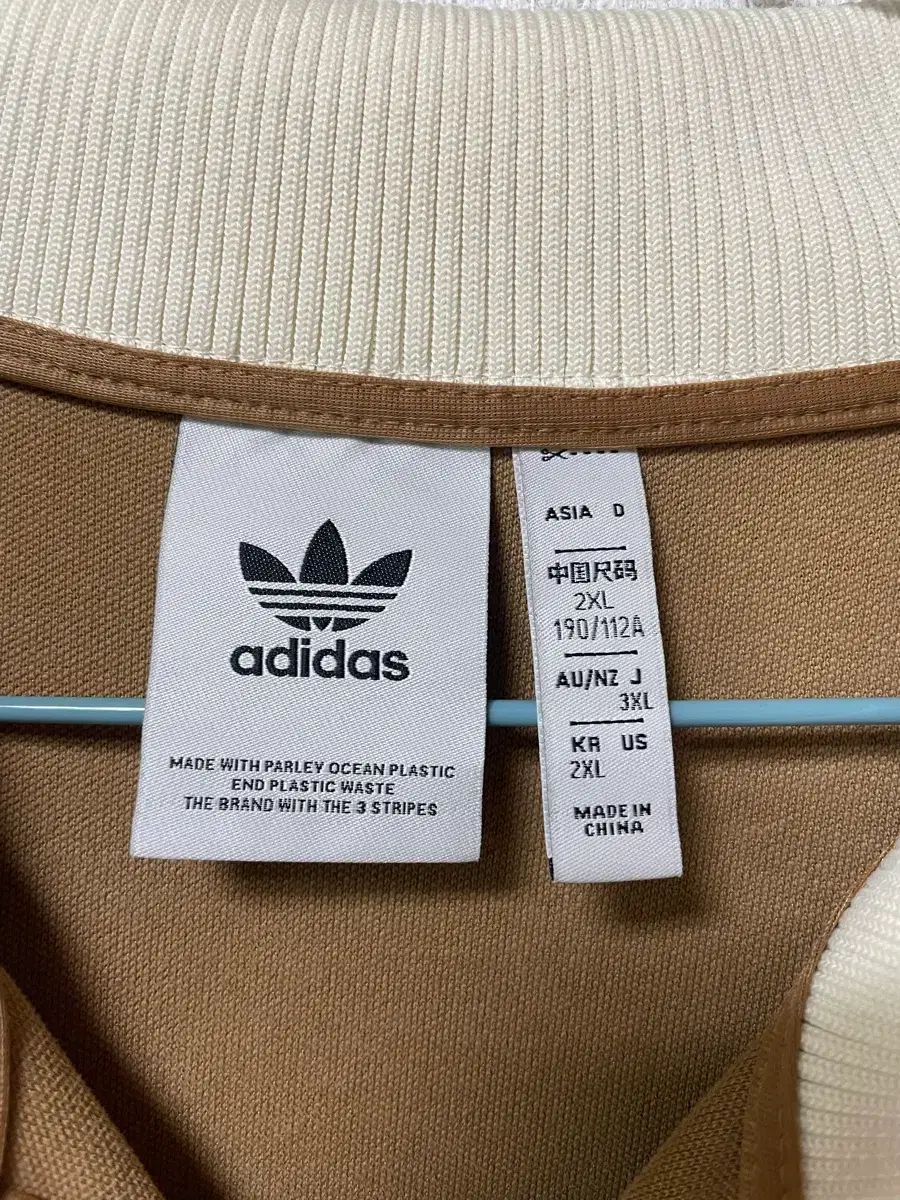 adidas
MADE WITH PARLEY OCEAN PLASTIC
END PLASTIC WASTE
THE BRAND WITH THE 3 STRIPES
ASIA D
中国尺码
2XL
190/112A
AU/NZ J
3XL
KR US
2XL
MADE IN
CHINA